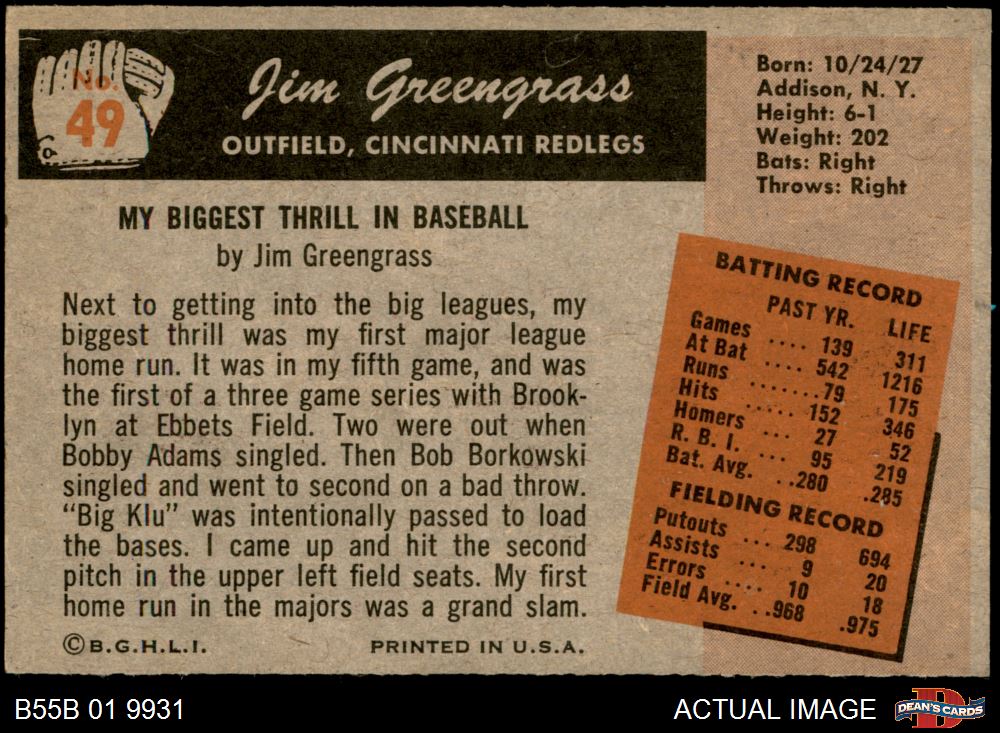 No.
49
Jim Greengrass
OUTFIELD, CINCINNATI REDLEGS
Born: 10/24/27
Addison, N. Y.
Height: 6-1
Weight: 202
Bats: Right
Throws: Right
MY BIGGEST THRILL IN BASEBALL
by Jim Greengrass
Next to getting into the big leagues, my
biggest thrill was my first major league
home run. It was in my fifth game, and was
the first of a three game series with Brook-
lyn at Ebbets Field. Two were out when
Bobby Adams singled. Then Bob Borkowski
singled and went to second on a bad throw.
"Big Klu" was intentionally passed to load
the bases. I came up and hit the second
pitch in the upper left field seats. My first
home run in the majors was a grand slam.
©B.G.H.L.I. PRINTED IN U.S.A.
BATTING RECORD
PAST YR. LIFE
Games .... 139 311
At Bat .... 542 1216
Runs ......79 175
Hits ..... 152 346
Homers ... 27 52
R. B. I. ... 95 219
Bat. Avg. ..280 .285
FIELDING RECORD
Putouts ... 298 694
Assists ... 9 20
Errors .... 10 18
Field Avg. ..968 .975
B55B 01 9931 ACTUAL IMAGE
DEAN'S CARDS